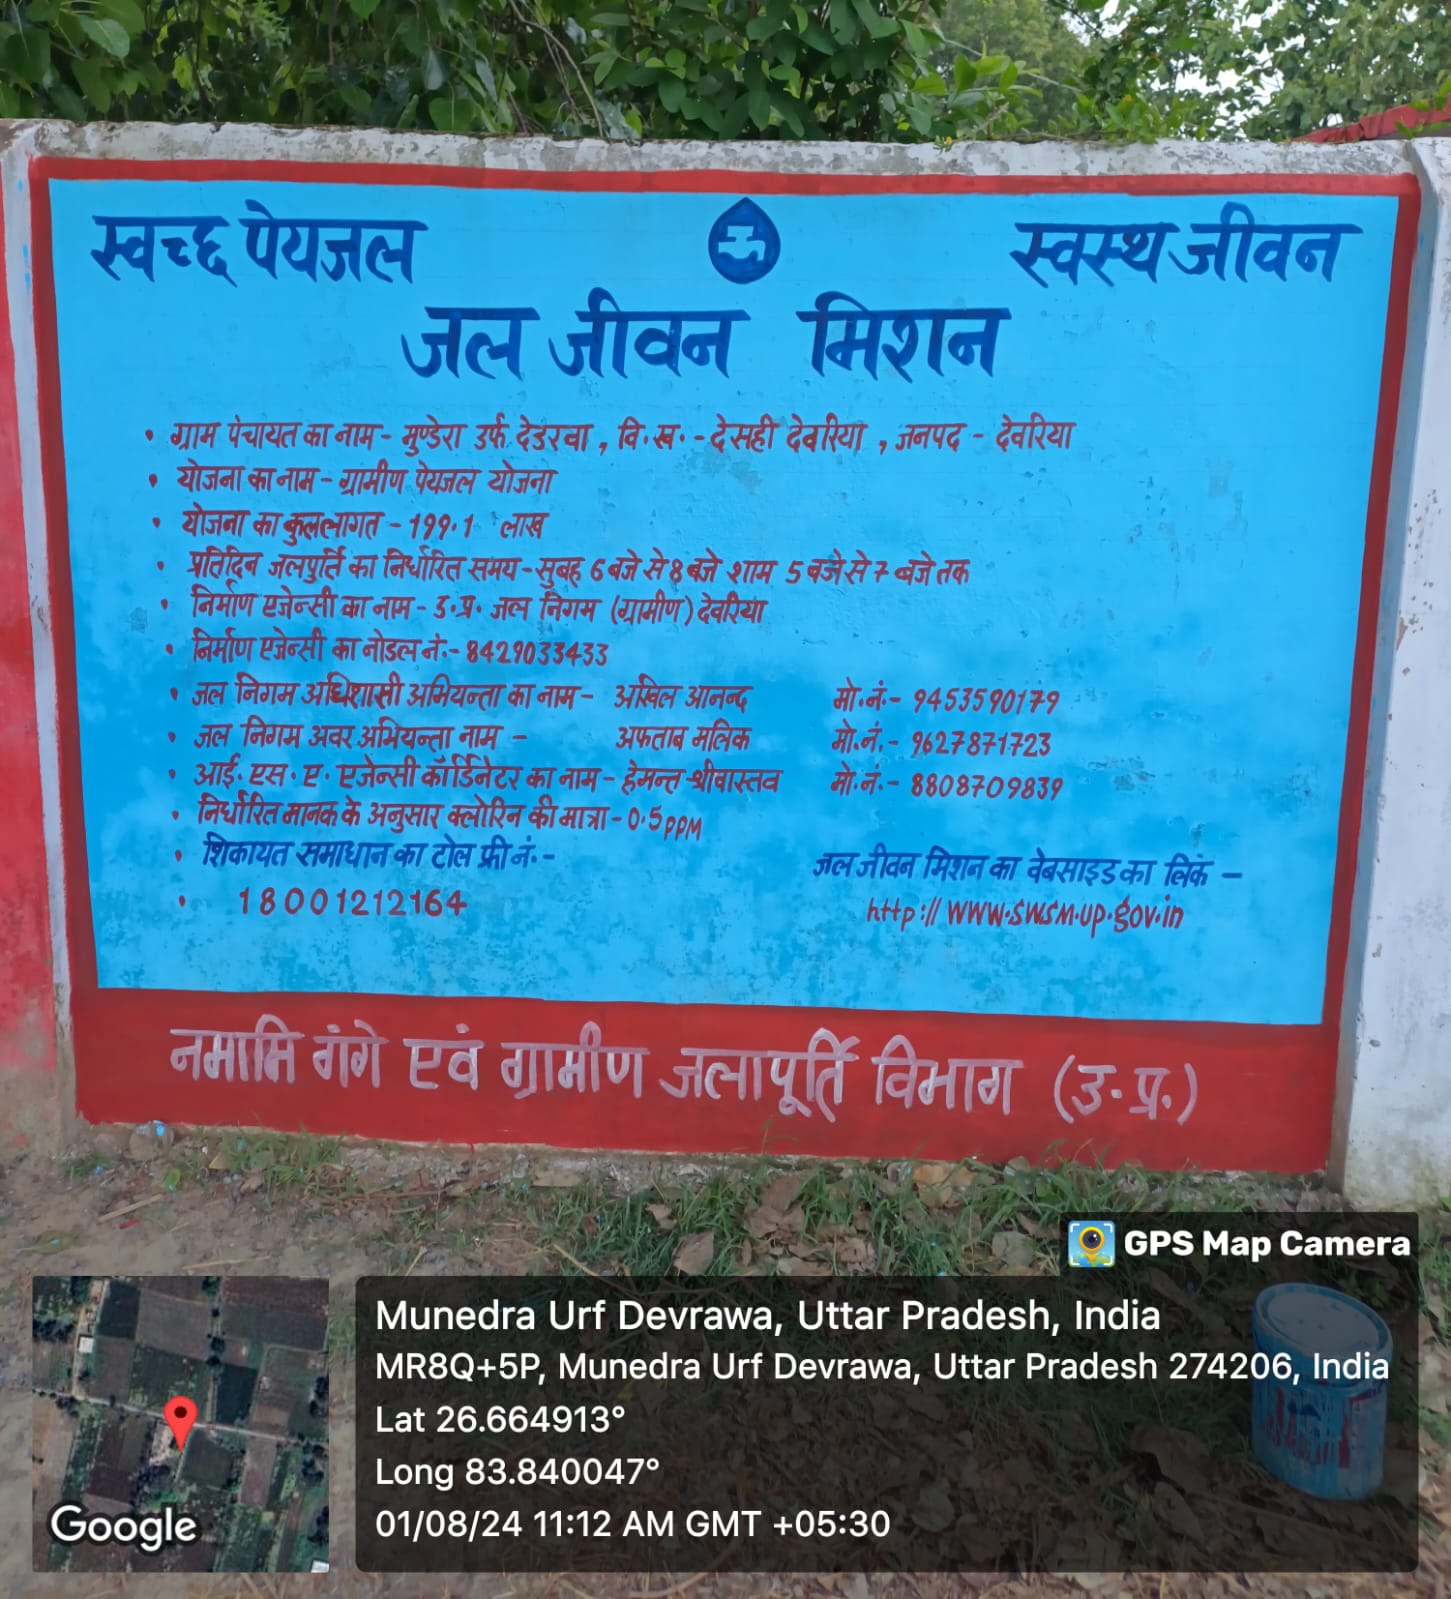 स्वच्छ पेयजल स्वस्थ जीवन
जल जीवन मिशन
• ग्राम पंचायत का नाम - मुण्डेरा उर्फ देउरवा , वि.ख. - देसही देवरिया , जनपद - देवरिया
• योजना का नाम - ग्रामीण पेयजल योजना
• योजना का कुल लागत - 199.1 लाख
• प्रतिदिन जलपुर्ति का निर्धारित समय - सुबह 6 बजे से 8 बजे शाम 5 बजे से 7 बजे तक
• निर्माण एजेन्सी का नाम - उ.प्र. जल निगम (ग्रामीण) देवरिया
• निर्माण एजेन्सी का नोडल नं.- 8429033433
• जल निगम अधिशासी अभियन्ता का नाम - अखिल आनन्द मो.नं.- 9453590179
• जल निगम अवर अभियन्ता नाम - अफताब मलिक मो.नं.- 9627871723
• आई.एस.ए. एजेन्सी कॉर्डिनेटर का नाम - हेमन्त श्रीवास्तव मो.नं.- 8808709839
• निर्धारित मानक के अनुसार क्लोरिन की मात्रा - 0.5 PPM
• शिकायत समाधान का टोल फ्री नं.-
• 18001212164
जल जीवन मिशन का वेबसाइड का लिंक -
http://www.swsm.up.gov.in
नमामि गंगे एवं ग्रामीण जलापूर्ति विभाग (उ.प्र.)
GPS Map Camera
Munedra Urf Devrawa, Uttar Pradesh, India
MR8Q+5P, Munedra Urf Devrawa, Uttar Pradesh 274206, India
Lat 26.664913°
Long 83.840047°
01/08/24 11:12 AM GMT +05:30
Google